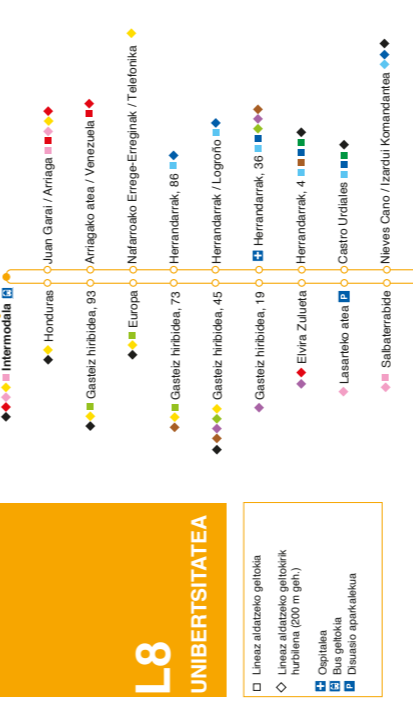 L8
UNIBERTSITATEA
Lineaz aldatzeko geltokia
Lineaz aldatzeko geltokirik
hurbilena (200 m geh.)
Ospitalea
Bus geltokia
P Disuasio aparkalekua
Intermodala
Honduras
Gasteiz hiribidea, 93
Europa
Gasteiz hiribidea, 73
Gasteiz hiribidea, 45
Gasteiz hiribidea, 19
Elvira Zulueta
Lasarteko atea P
Salbaterrabide
Juan Garai / Arriaga
Arriagako atea / Venezuela
Nafarroako Errege-Erreginak / Telefonika
Herrandarrak, 86
Herrandarrak / Logroño
Herrandarrak, 36
Herrandarrak, 4
Castro Urdiales
Nieves Cano / Izardui Komandantea